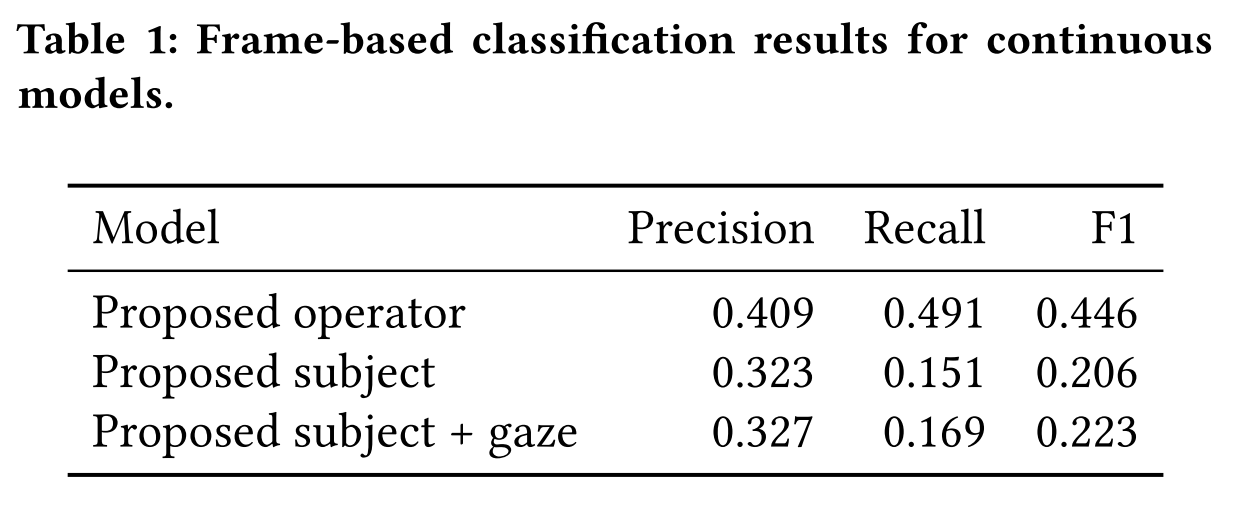 Table 1: Frame-based classification results for continuous
models.
Model Precision Recall F1
Proposed operator 0.409 0.491 0.446
Proposed subject 0.323 0.151 0.206
Proposed subject + gaze 0.327 0.169 0.223